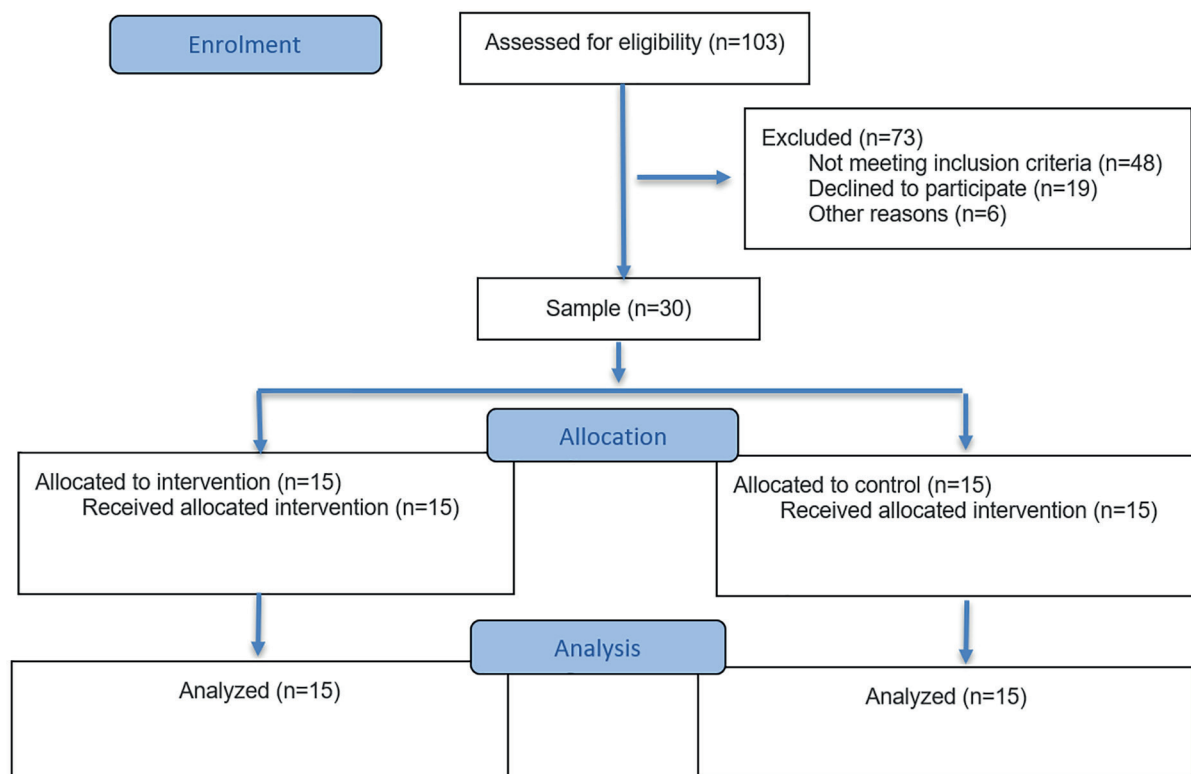 Enrolment
Assessed for eligibility (n=103)
Excluded (n=73)
Not meeting inclusion criteria (n=48)
Declined to participate (n=19)
Other reasons (n=6)
Sample (n=30)
Allocation
Allocated to intervention (n=15)
Received allocated intervention (n=15)
Allocated to control (n=15)
Received allocated intervention (n=15)
Analysis
Analyzed (n=15)
Analyzed (n=15)